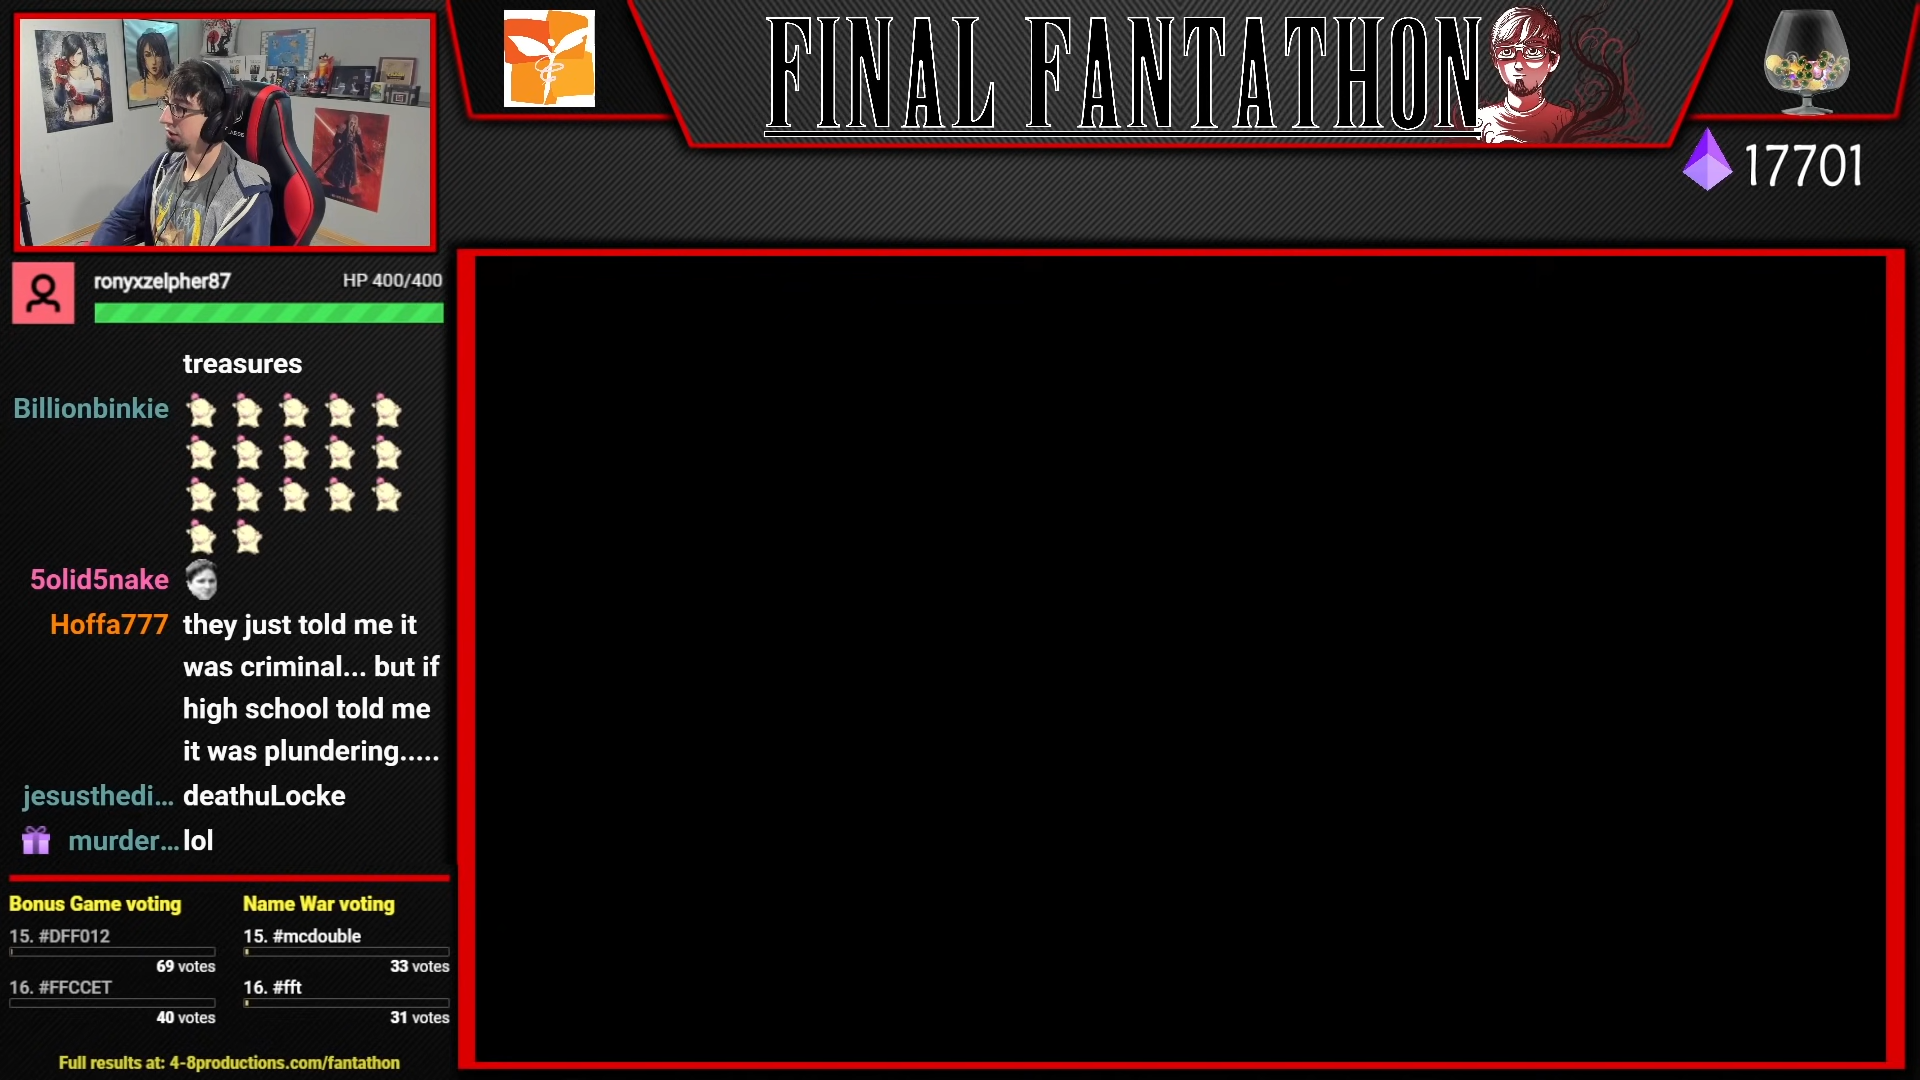 FINAL FANTATHON
17701
ronyxzelpher87 HP 400/400
treasures
Billionbinkie
5olid5nake
Hoffa777 they just told me it
was criminal... but if
high school told me
it was plundering.....
jesusthedi... deathuLocke
murder... lol
Bonus Game voting
15. #DFF012
69 votes
16. #FFCCET
40 votes
Name War voting
15. #mcdouble
33 votes
16. #fft
31 votes
Full results at: 4-8productions.com/fantathon